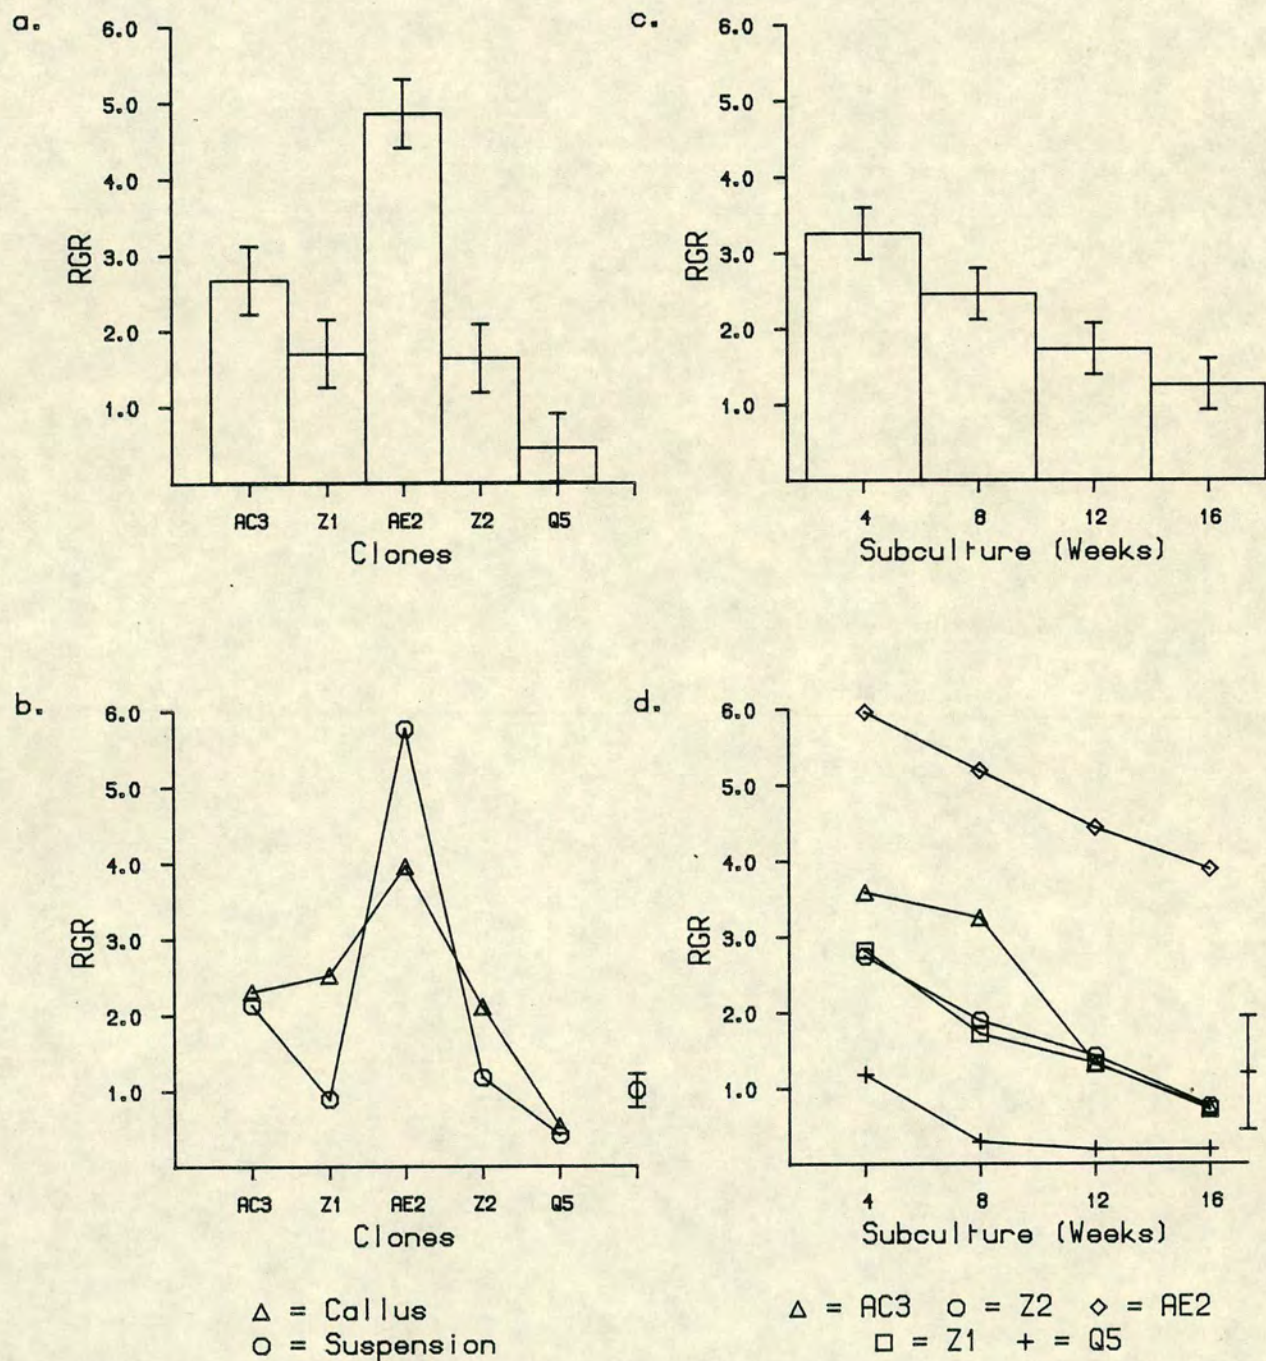 a.
6.0
5.0
4.0
3.0
2.0
1.0
RGR
AC3 Z1 AE2 Z2 Q5
Clones
c.
6.0
5.0
4.0
3.0
2.0
1.0
RGR
4 8 12 16
Subculture (Weeks)
b.
6.0
5.0
4.0
3.0
2.0
1.0
RGR
AC3 Z1 AE2 Z2 Q5
Clones
△ = Callus
○ = Suspension
d.
6.0
5.0
4.0
3.0
2.0
1.0
RGR
4 8 12 16
Subculture (Weeks)
△ = AC3 ○ = Z2 ◇ = AE2
□ = Z1 + = Q5